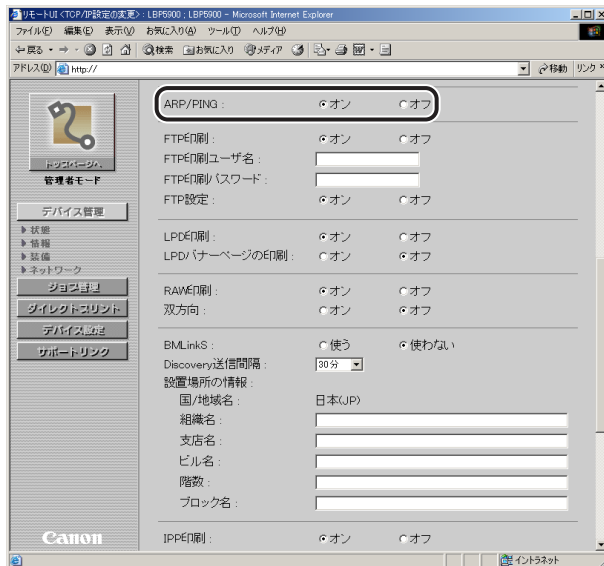 リモートUI <TCP/IP設定の変更> : LBP5900 ; LBP5900 - Microsoft Internet Explorer
ファイル(F) 編集(E) 表示(V) お気に入り(A) ツール(T) ヘルプ(H)
戻る 検索 お気に入り メディア
アドレス(D) http:// 移動 リンク »
ARP/PING : オン オフ
トップページへ
管理者モード
デバイス管理
状態
情報
装備
ネットワーク
ジョブ管理
ダイレクトプリント
デバイス設定
サポートリンク
Canon
FTP印刷 : オン オフ
FTP印刷ユーザ名 :
FTP印刷パスワード :
FTP設定 : オン オフ
LPD印刷 : オン オフ
LPDバナーページの印刷 : オン オフ
RAW印刷 : オン オフ
双方向 : オン オフ
BMLinkS : 使う 使わない
Discovery送信間隔 : 30分
設置場所の情報 :
国/地域名 : 日本(JP)
組織名 :
支店名 :
ビル名 :
階数 :
ブロック名 :
IPP印刷 : オン オフ
イントラネット